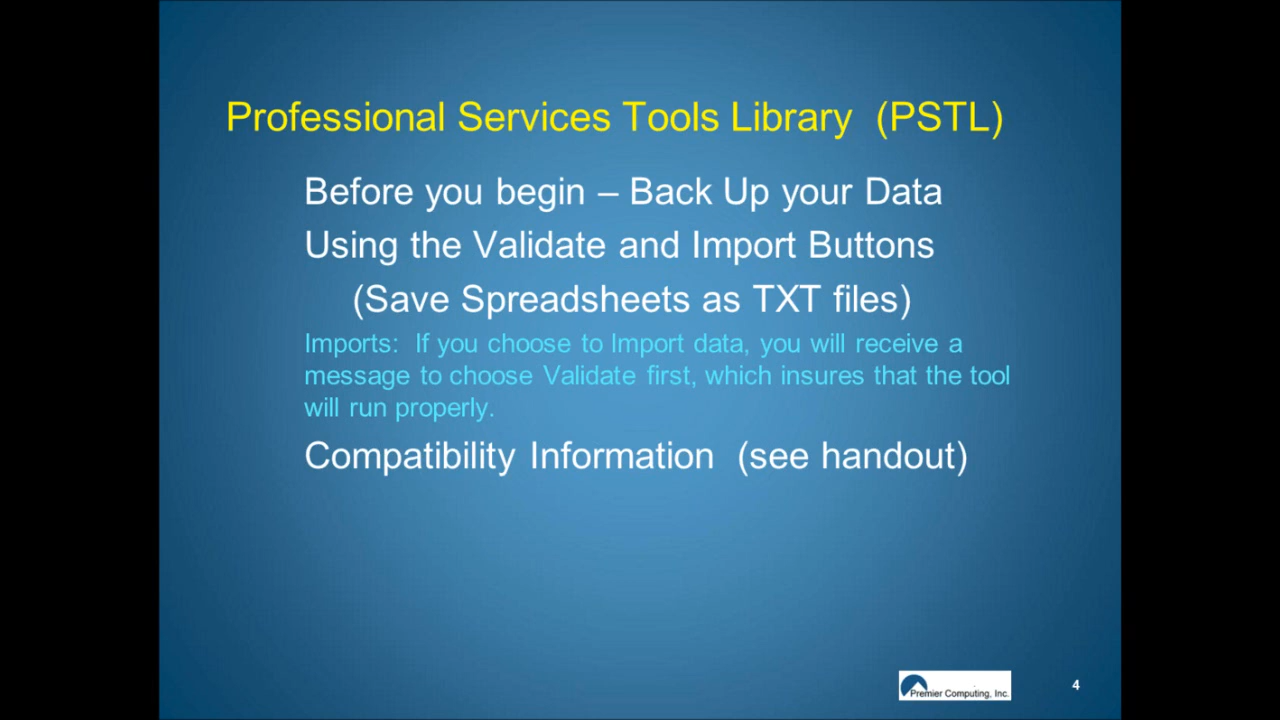 Professional Services Tools Library (PSTL)
Before you begin – Back Up your Data
Using the Validate and Import Buttons
(Save Spreadsheets as TXT files)
Imports: If you choose to Import data, you will receive a
message to choose Validate first, which insures that the tool
will run properly.
Compatibility Information (see handout)
Premier Computing, Inc.
4